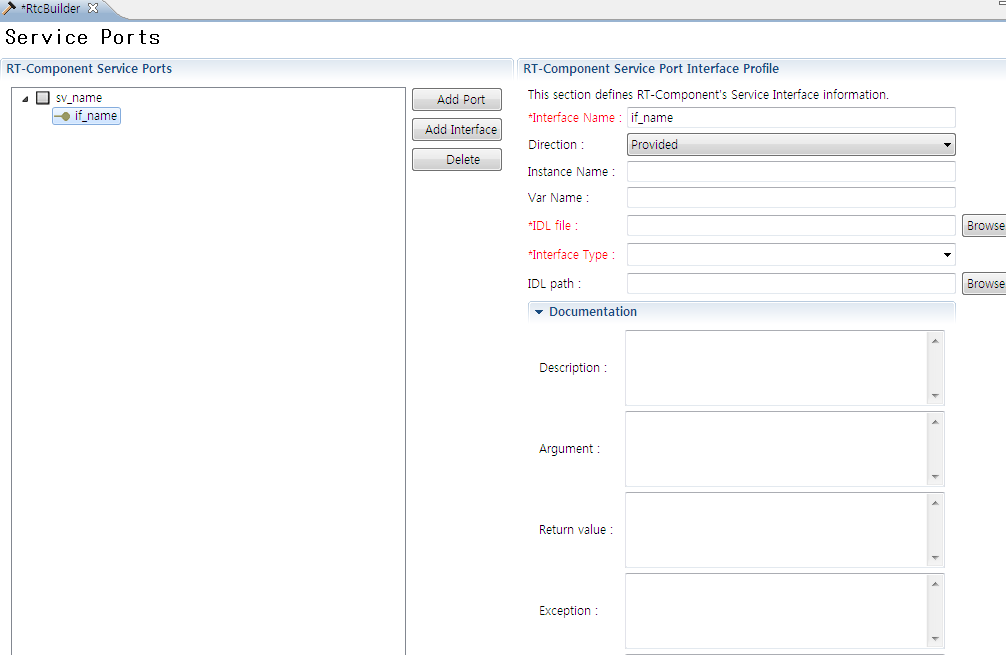 *RtcBuilder
Service Ports
RT-Component Service Ports
sv_name
if_name
Add Port
Add Interface
Delete
RT-Component Service Port Interface Profile
This section defines RT-Component's Service Interface information.
*Interface Name : if_name
Direction : Provided
Instance Name :
Var Name :
*IDL file : Browse
*Interface Type :
IDL path : Browse
Documentation
Description :
Argument :
Return value :
Exception :